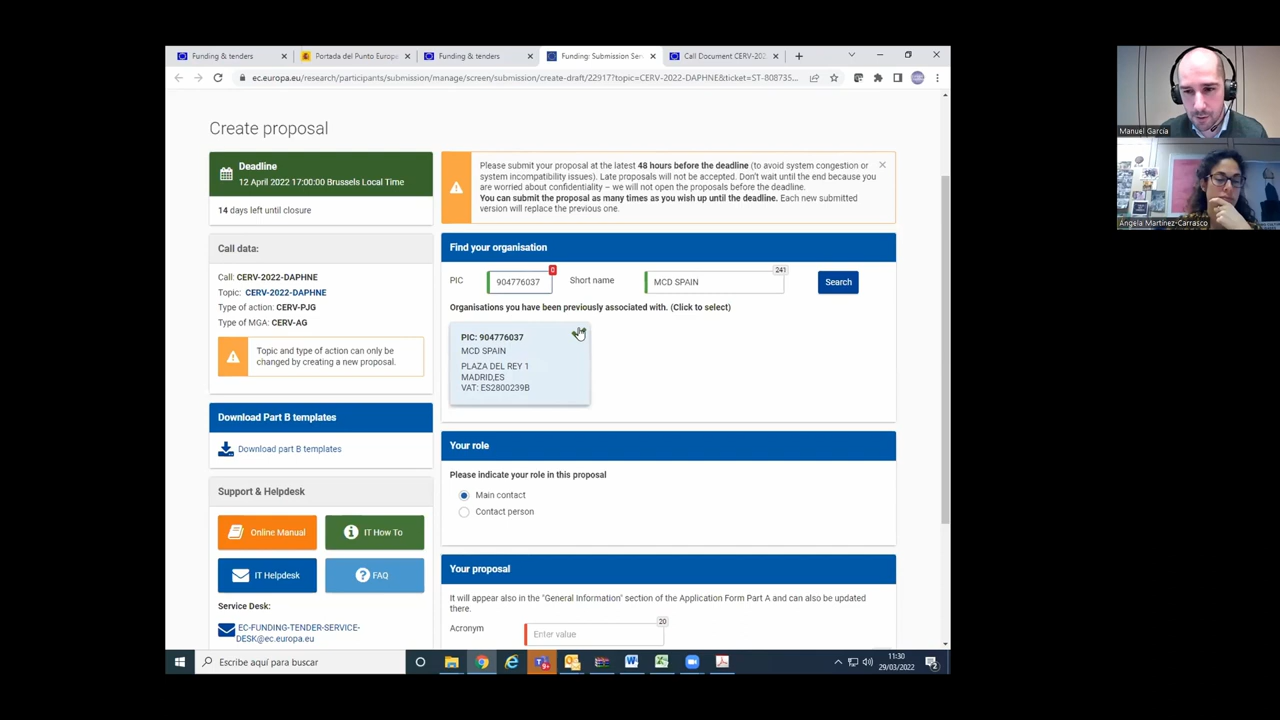 Funding & tenders
Portada del Punto Europe
Funding & tenders
Funding: Submission Ser
Call Document CERV-202
ec.europa.eu/research/participants/submission/manage/screen/submission/create-draft/22917?topic=CERV-2022-DAPHNE&ticket=ST-808735...
Create proposal
Deadline
12 April 2022 17:00:00 Brussels Local Time
14 days left until closure
Call data:
Call: CERV-2022-DAPHNE
Topic: CERV-2022-DAPHNE
Type of action: CERV-PJG
Type of MGA: CERV-AG
Topic and type of action can only be
changed by creating a new proposal.
Download Part B templates
Download part B templates
Support & Helpdesk
Online Manual
IT How To
IT Helpdesk
FAQ
Service Desk:
EC-FUNDING-TENDER-SERVICE-
DESK@ec.europa.eu
Please submit your proposal at the latest 48 hours before the deadline (to avoid system congestion or
system incompatibility issues). Late proposals will not be accepted. Don't wait until the end because you
are worried about confidentiality – we will not open the proposals before the deadline.
You can submit the proposal as many times as you wish up until the deadline. Each new submitted
version will replace the previous one.
Find your organisation
PIC
904776037
0
Short name
MCD SPAIN
241
Search
Organisations you have been previously associated with. (Click to select)
PIC: 904776037
MCD SPAIN
PLAZA DEL REY 1
MADRID,ES
VAT: ES2800239B
Your role
Please indicate your role in this proposal
Main contact
Contact person
Your proposal
It will appear also in the "General Information" section of the Application Form Part A and can also be updated
there.
Acronym
Enter value
20
Escribe aquí para buscar
11:30
29/03/2022
Manuel García
Ángela Martínez-Carrasco